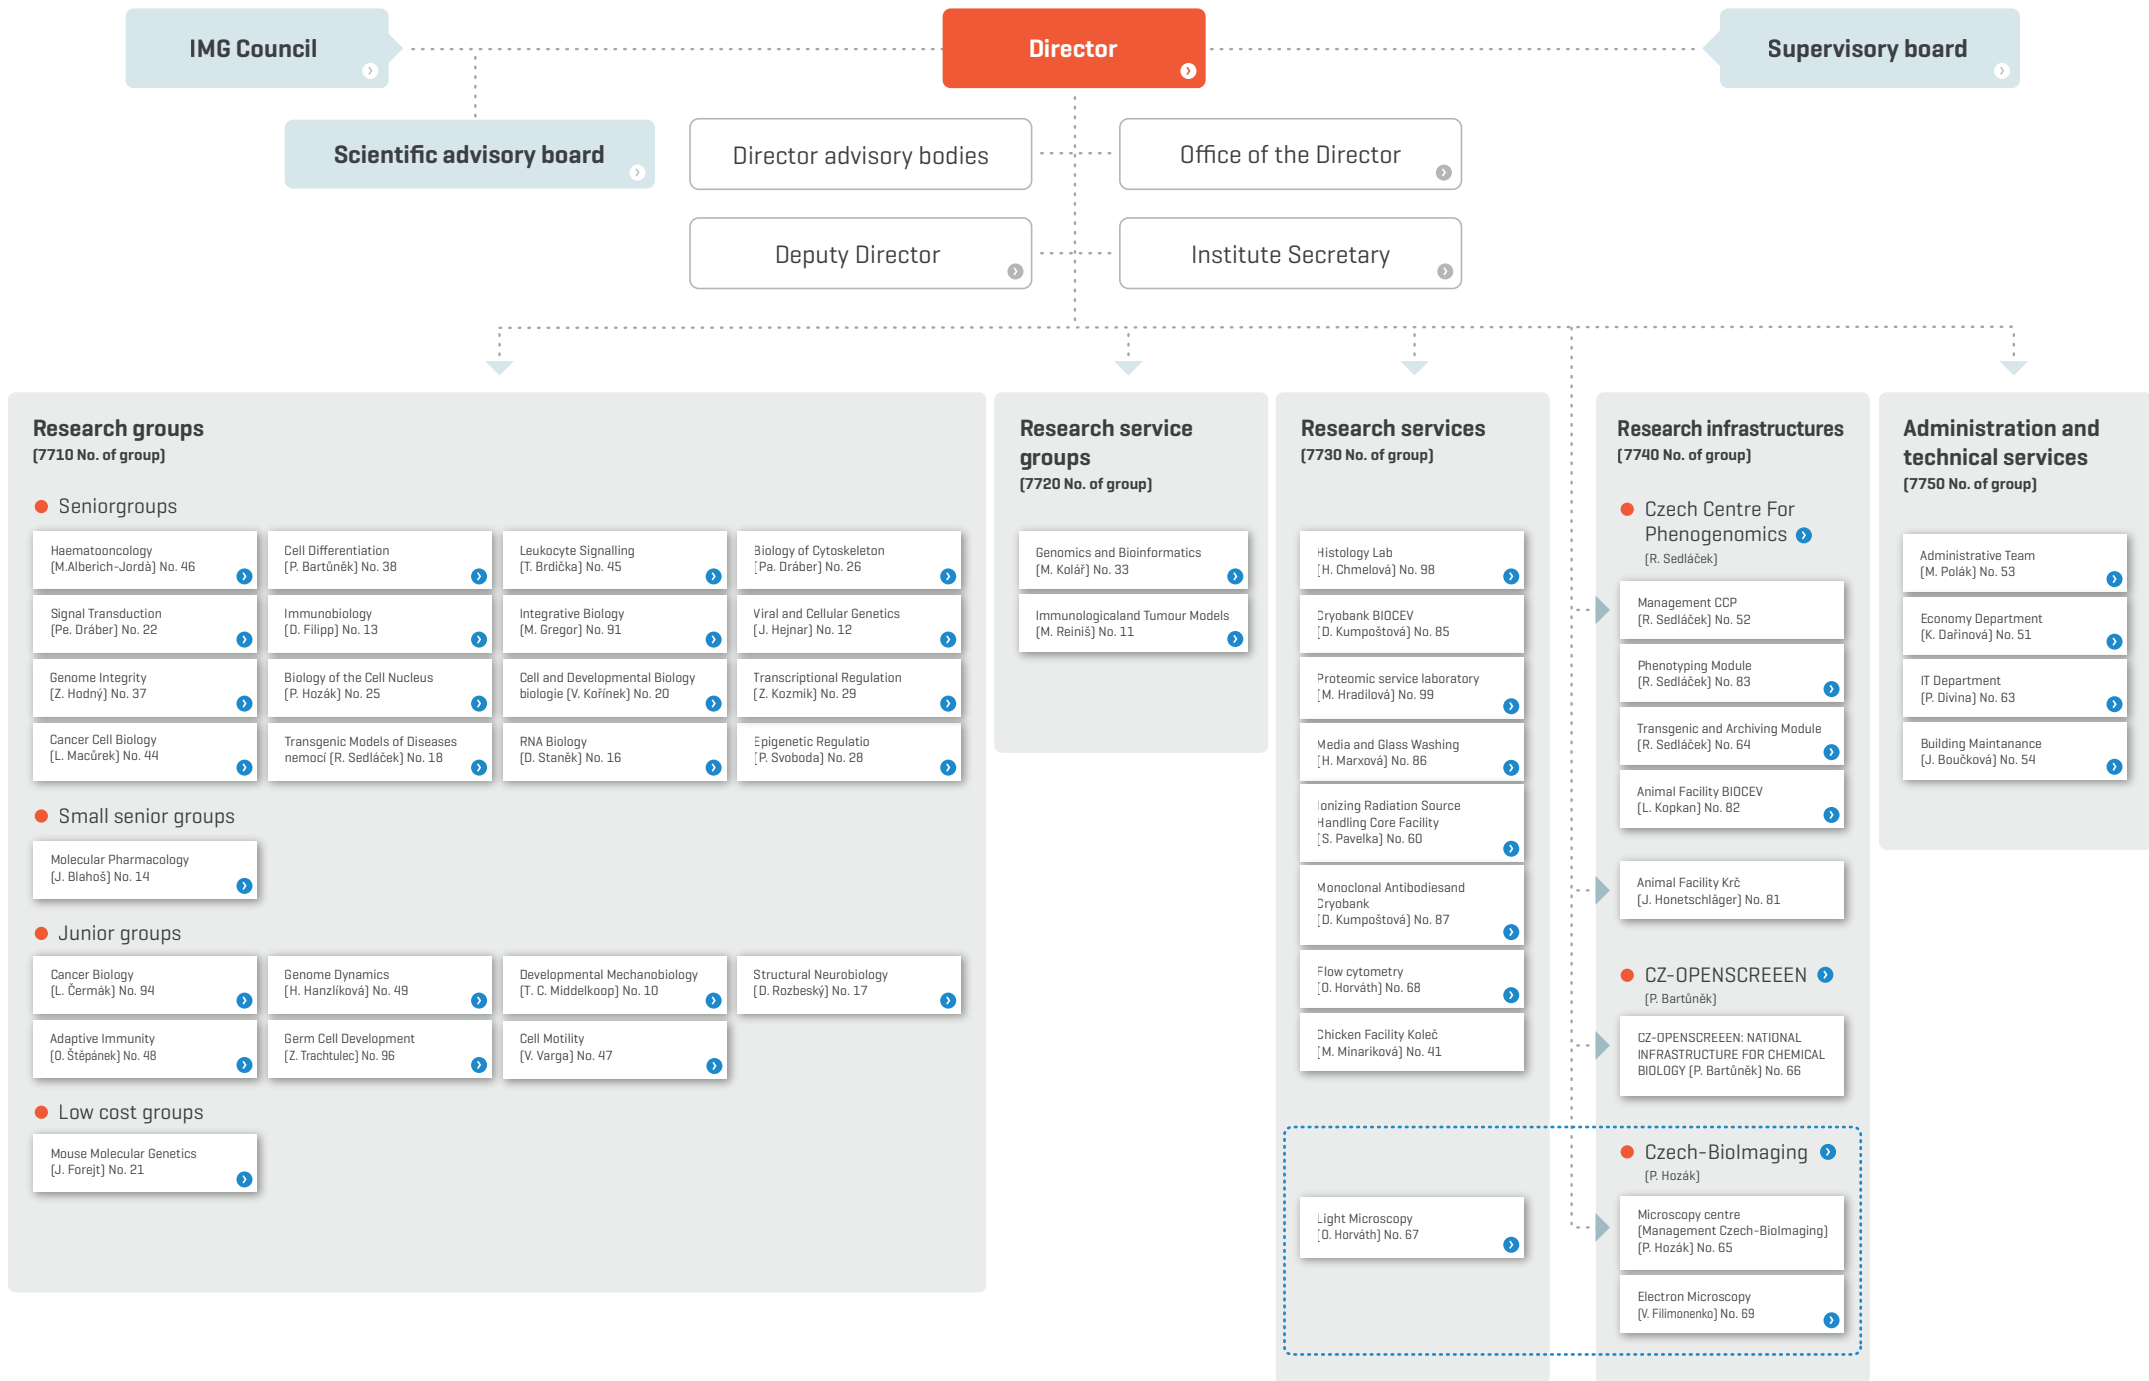 IMG Council
Director
Supervisory board
Scientific advisory board
Director advisory bodies
Office of the Director
Deputy Director
Institute Secretary
Research groups
(7710 No. of group)
Seniorgroups
Haematooncology
(M.Alberich-Jordà) No. 46
Cell Differentiation
(P. Bartůněk) No. 38
Leukocyte Signalling
(T. Brdička) No. 45
Biology of Cytoskeleton
(Pa. Dráber) No. 26
Signal Transduction
(Pe. Dráber) No. 22
Immunobiology
(D. Filipp) No. 13
Integrative Biology
(M. Gregor) No. 91
Viral and Cellular Genetics
(J. Hejnar) No. 12
Genome Integrity
(Z. Hodný) No. 37
Biology of the Cell Nucleus
(P. Hozák) No. 25
Cell and Developmental Biology
biologie (V. Kořínek) No. 20
Transcriptional Regulation
(Z. Kozmik) No. 29
Cancer Cell Biology
(L. Macůrek) No. 44
Transgenic Models of Diseases
nemocí (R. Sedláček) No. 18
RNA Biology
(D. Staněk) No. 16
Epigenetic Regulatio
(P. Svoboda) No. 28
Small senior groups
Molecular Pharmacology
(J. Blahoš) No. 14
Junior groups
Cancer Biology
(L. Čermák) No. 94
Genome Dynamics
(H. Hanzlíková) No. 49
Developmental Mechanobiology
(T. C. Middelkoop) No. 10
Structural Neurobiology
(D. Rozbeský) No. 17
Adaptive Immunity
(O. Štěpánek) No. 48
Germ Cell Development
(Z. Trachtulec) No. 96
Cell Motility
(V. Varga) No. 47
Low cost groups
Mouse Molecular Genetics
(J. Forejt) No. 21
Research service
groups
(7720 No. of group)
Genomics and Bioinformatics
(M. Kolář) No. 33
Immunologicaland Tumour Models
(M. Reiniš) No. 11
Research services
(7730 No. of group)
Histology Lab
(H. Chmelová) No. 98
Cryobank BIOCEV
(D. Kumpoštová) No. 85
Proteomic service laboratory
(M. Hradilová) No. 99
Media and Glass Washing
(H. Marxová) No. 86
Ionizing Radiation Source
Handling Core Facility
(S. Pavelka) No. 60
Monoclonal Antibodiesand
Cryobank
(D. Kumpoštová) No. 87
Flow cytometry
(O. Horváth) No. 68
Chicken Facility Koleč
(M. Minariková) No. 41
Light Microscopy
(O. Horváth) No. 67
Research infrastructures
(7740 No. of group)
Czech Centre For
Phenogenomics
(R. Sedláček)
Management CCP
(R. Sedláček) No. 52
Phenotyping Module
(R. Sedláček) No. 83
Transgenic and Archiving Module
(R. Sedláček) No. 64
Animal Facility BIOCEV
(L. Kopkan) No. 82
Animal Facility Krč
(J. Honetschläger) No. 81
CZ-OPENSCREEEN
(P. Bartůněk)
CZ-OPENSCREEEN: NATIONAL
INFRASTRUCTURE FOR CHEMICAL
BIOLOGY (P. Bartůněk) No. 66
Czech-BioImaging
(P. Hozák)
Microscopy centre
(Management Czech-BioImaging)
(P. Hozák) No. 65
Electron Microscopy
(V. Filimonenko) No. 69
Administration and
technical services
(7750 No. of group)
Administrative Team
(M. Polák) No. 53
Economy Department
(K. Dařinová) No. 51
IT Department
(P. Divina) No. 63
Building Maintanance
(J. Boučková) No. 54